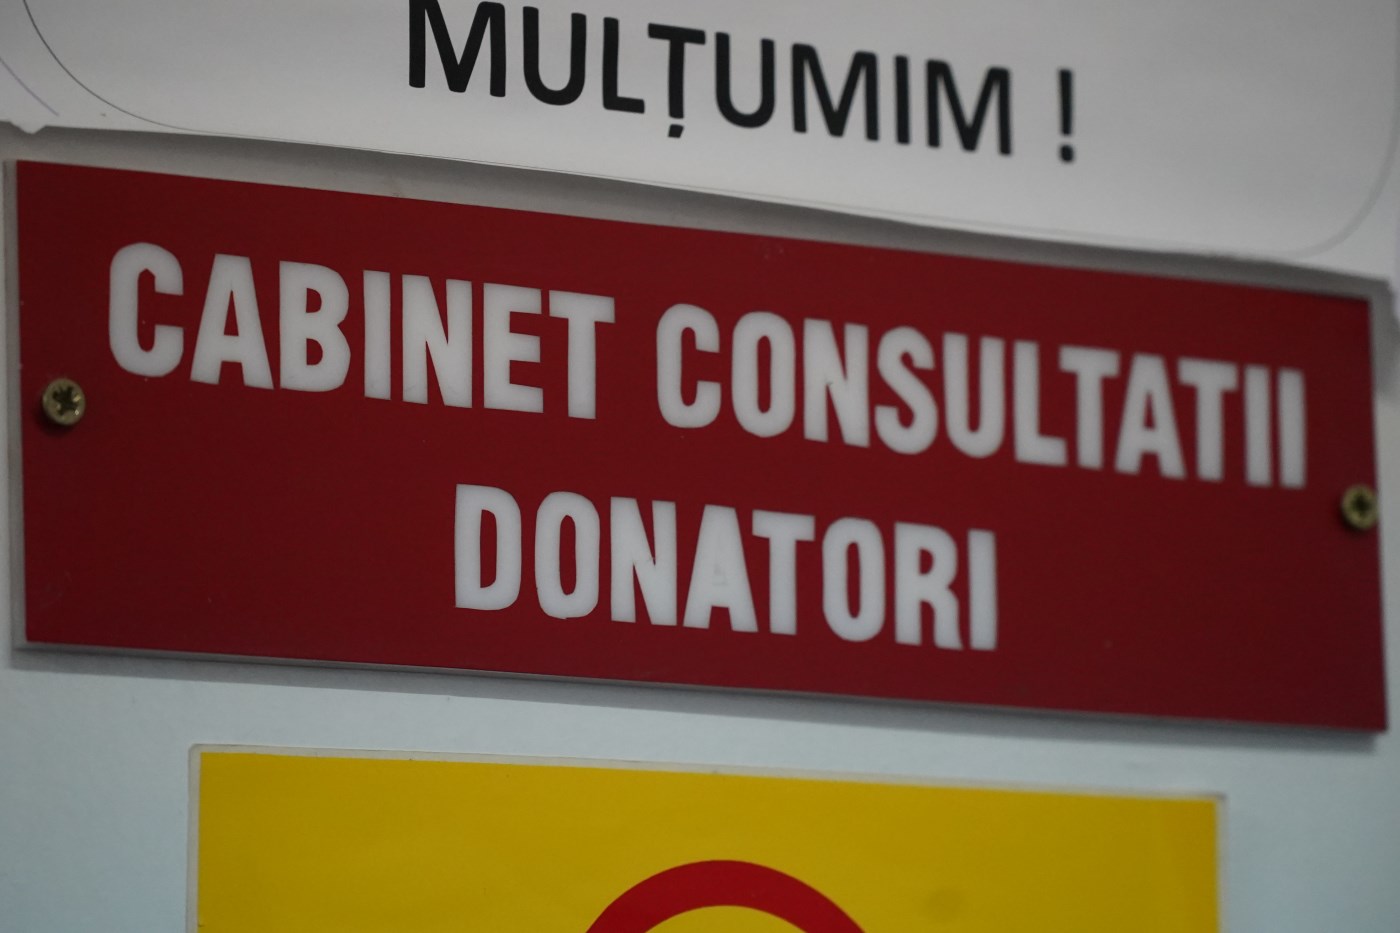 MULȚUMIM !
CABINET CONSULTATII
DONATORI